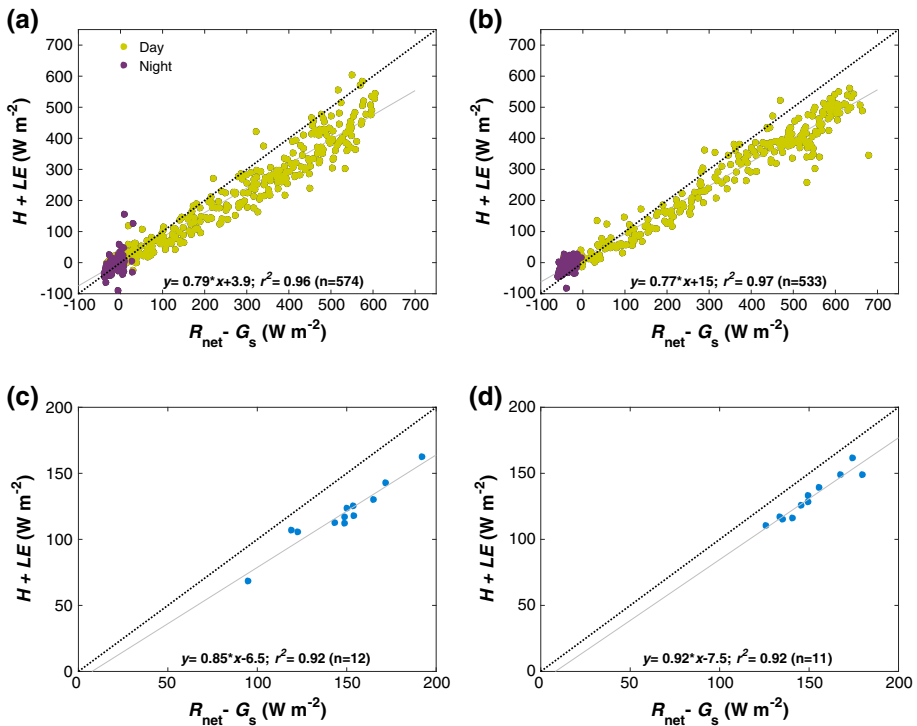 (a)
Day
Night
H + LE (W m-2)
700
600
500
400
300
200
100
0
-100
y= 0.79*x+3.9; r2= 0.96 (n=574)
-100 0 100 200 300 400 500 600 700
Rnet- Gs (W m-2)
(b)
H + LE (W m-2)
700
600
500
400
300
200
100
0
-100
y= 0.77*x+15; r2= 0.97 (n=533)
-100 0 100 200 300 400 500 600 700
Rnet- Gs (W m-2)
(c)
H + LE (W m-2)
200
150
100
50
0
y= 0.85*x-6.5; r2= 0.92 (n=12)
0 50 100 150 200
Rnet- Gs (W m-2)
(d)
H + LE (W m-2)
200
150
100
50
0
y= 0.92*x-7.5; r2= 0.92 (n=11)
0 50 100 150 200
Rnet- Gs (W m-2)